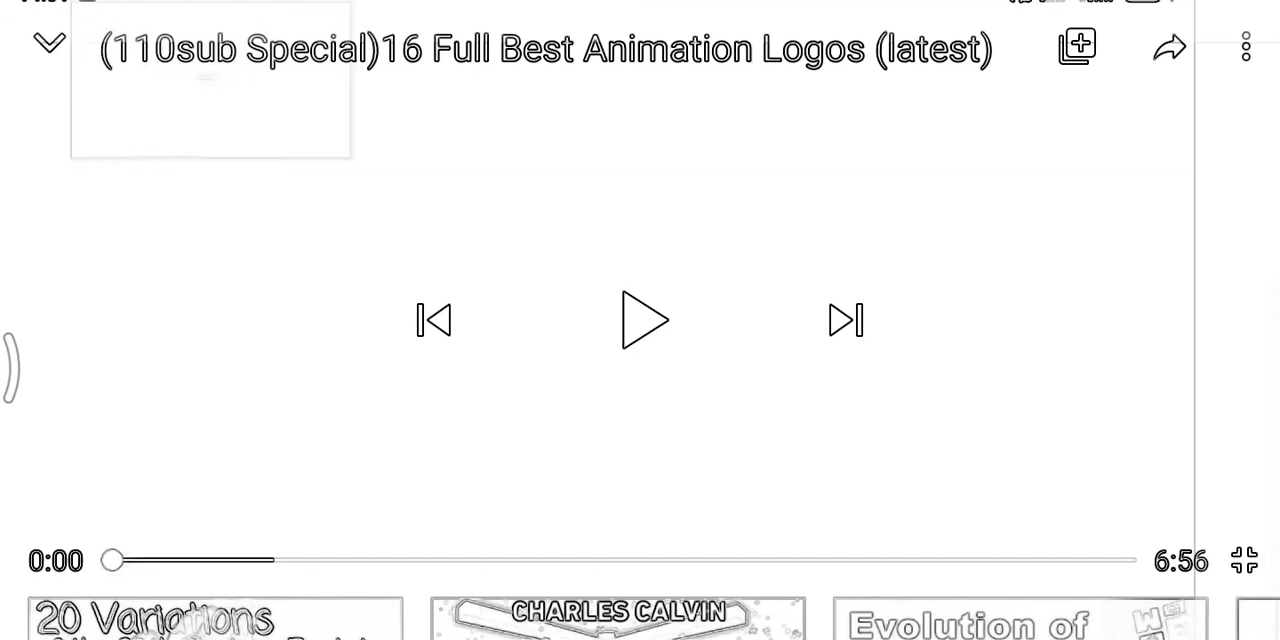 (110sub Special)16 Full Best Animation Logos (latest)
0:00
6:56
20 Variations
CHARLES CALVIN
Evolution of